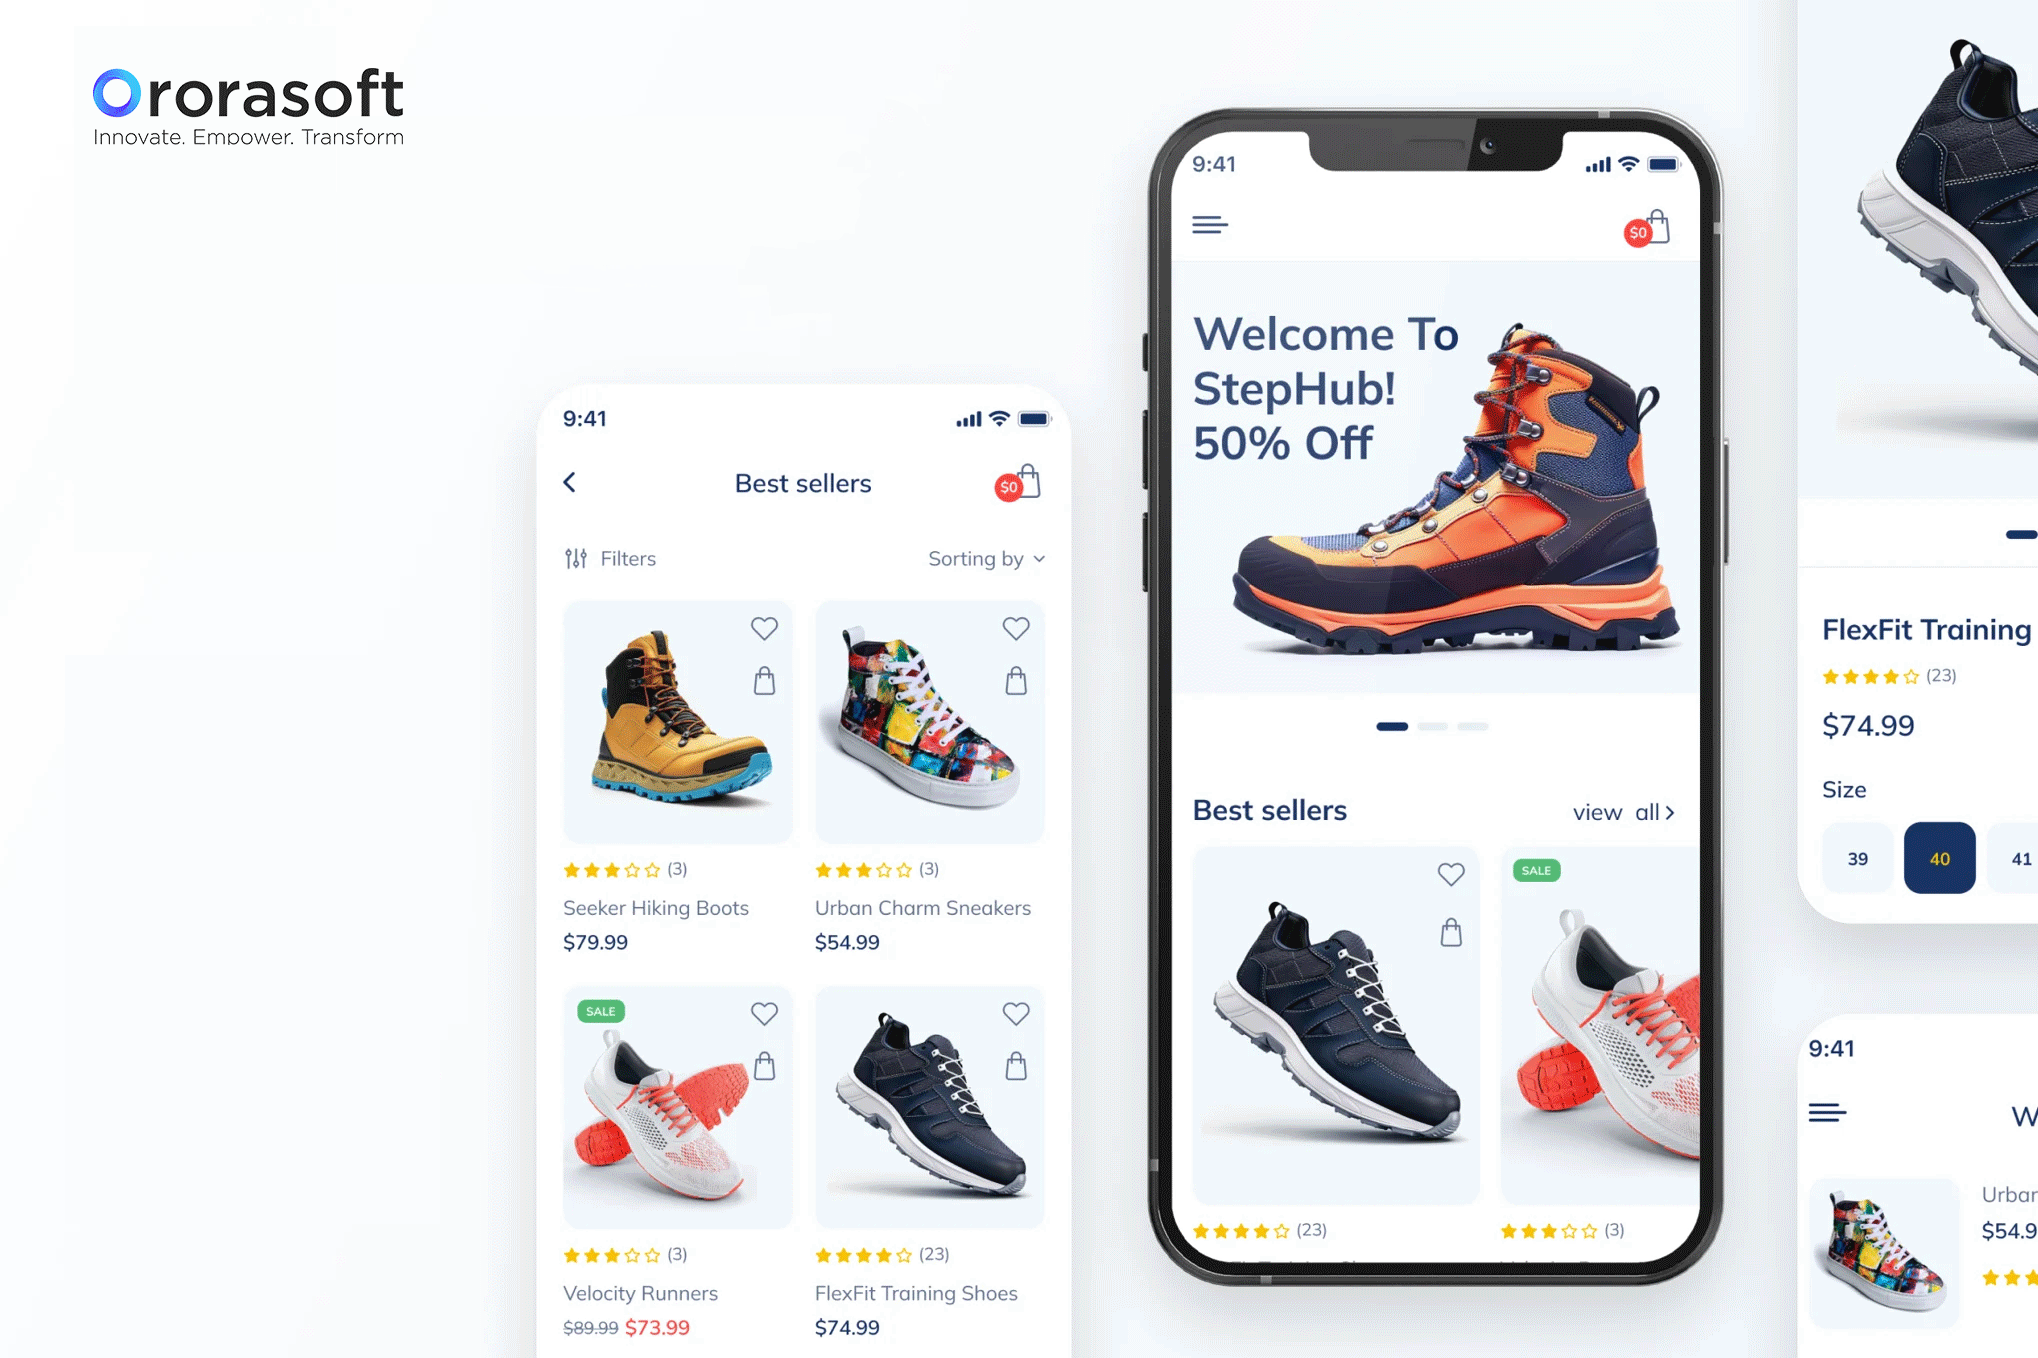 Ororasoft
Innovate. Empower. Transform
9:41
Best sellers
$0
Filters
Sorting by
(3)
Seeker Hiking Boots
$79.99
(3)
Urban Charm Sneakers
$54.99
SALE
(3)
Velocity Runners
$89.99 $73.99
(23)
FlexFit Training Shoes
$74.99
9:41
$0
Welcome To
StepHub!
50% Off
Best sellers
view all
SALE
(23)
(3)
FlexFit Training
(23)
$74.99
Size
39
40
41
9:41
W
Urban
$54.9